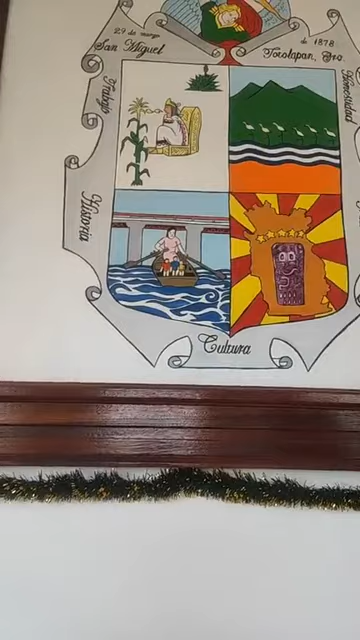 29 de marzo
de 1878
San Miguel
Totolapan, Gro.
Trabajo
Honestidad
Historia
Cultura